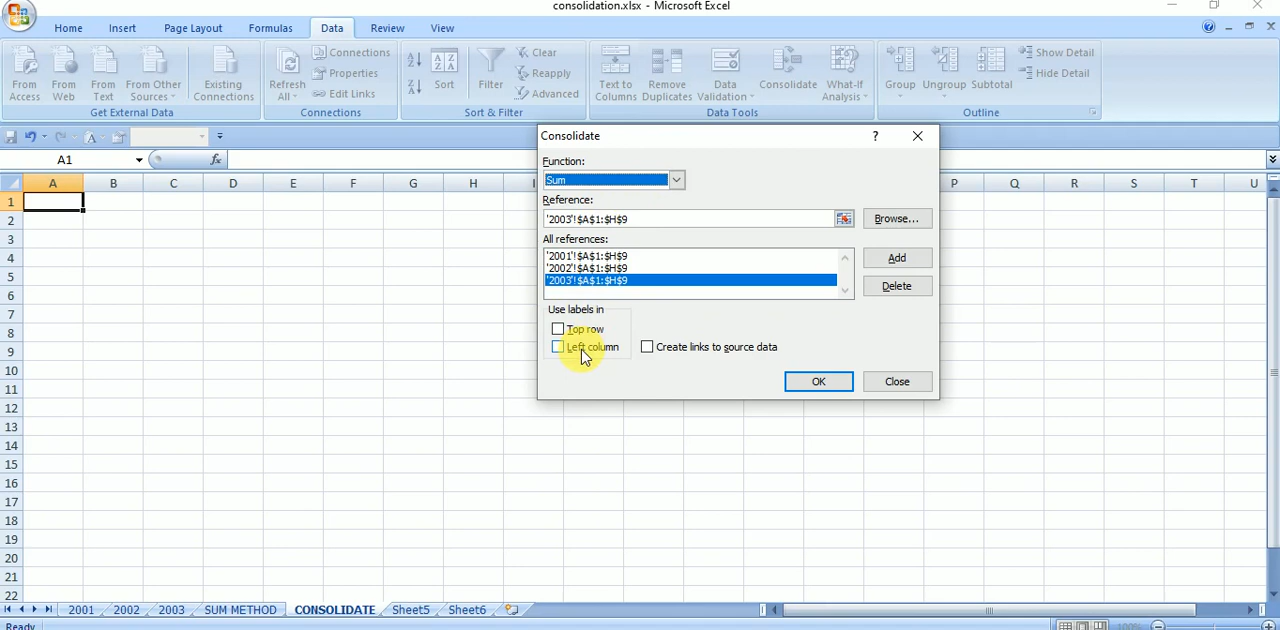 consolidation.xlsx - Microsoft Excel
Home Insert Page Layout Formulas Data Review View
From Access
From Web
From Text
From Other Sources
Existing Connections
Get External Data
Refresh All
Connections
Properties
Edit Links
Connections
Sort
Filter
Clear
Reapply
Advanced
Sort & Filter
Text to Columns
Remove Duplicates
Data Validation
Consolidate
What-If Analysis
Data Tools
Group
Ungroup
Subtotal
Show Detail
Hide Detail
Outline
A1
fx
A B C D E F G H I P Q R S T U
1
2
3
4
5
6
7
8
9
10
11
12
13
14
15
16
17
18
19
20
21
22
Consolidate ?
Function:
Sum
Reference:
'2003'!$A$1:$H$9
Browse...
All references:
'2001'!$A$1:$H$9
'2002'!$A$1:$H$9
'2003'!$A$1:$H$9
Add
Delete
Use labels in
Top row
Left column
Create links to source data
OK
Close
2001 2002 2003 SUM METHOD CONSOLIDATE Sheet5 Sheet6
Ready
100%